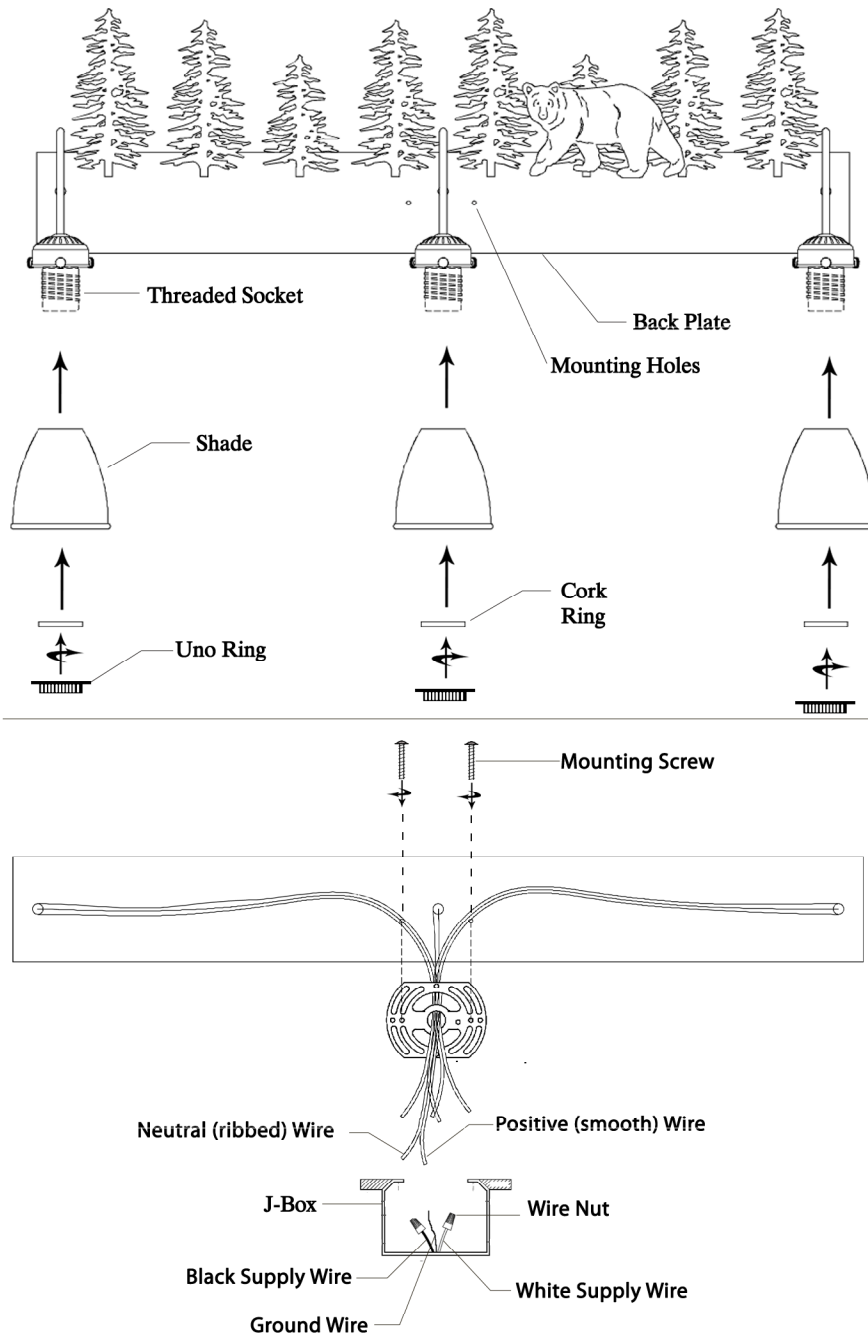 Threaded Socket
Back Plate
Mounting Holes
Shade
Cork
Ring
Uno Ring
Mounting Screw
Neutral (ribbed) Wire
Positive (smooth) Wire
J-Box
Wire Nut
Black Supply Wire
White Supply Wire
Ground Wire